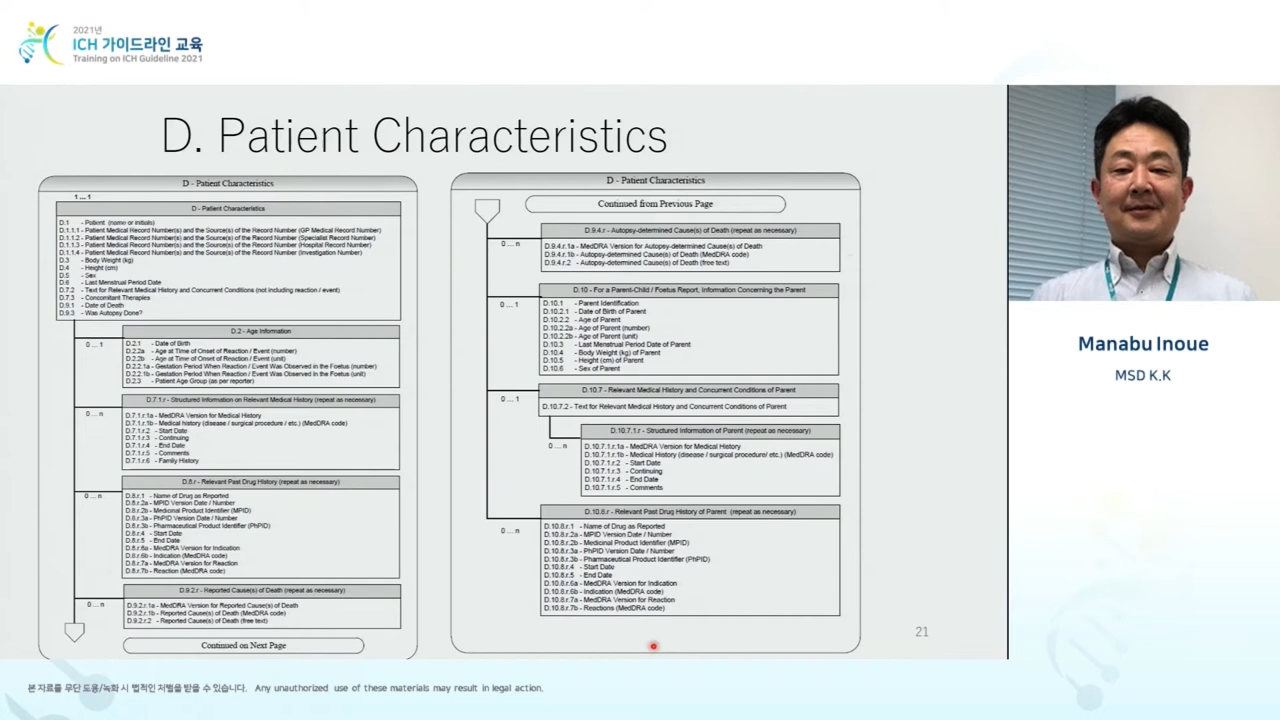 2021년
ICH 가이드라인 교육
Training on ICH Guideline 2021
D. Patient Characteristics
D - Patient Characteristics
1 ... 1
D - Patient Characteristics
D.1 - Patient (name or initials)
D.1.1.1 - Patient Medical Record Number(s) and the Source(s) of the Record Number (GP Medical Record Number)
D.1.1.2 - Patient Medical Record Number(s) and the Source(s) of the Record Number (Specialist Record Number)
D.1.1.3 - Patient Medical Record Number(s) and the Source(s) of the Record Number (Hospital Record Number)
D.1.1.4 - Patient Medical Record Number(s) and the Source(s) of the Record Number (Investigation Number)
D.3 - Body Weight (kg)
D.4 - Height (cm)
D.5 - Sex
D.6 - Last Menstrual Period Date
D.7.2 - Text for Relevant Medical History and Concurrent Conditions (not including reaction / event)
D.7.3 - Concomitant Therapies
D.9.1 - Date of Death
D.9.3 - Was Autopsy Done?
0 ... 1
D.2 - Age Information
D.2.1 - Date of Birth
D.2.2a - Age at Time of Onset of Reaction / Event (number)
D.2.2b - Age at Time of Onset of Reaction / Event (unit)
D.2.2.1a - Gestation Period When Reaction / Event Was Observed in the Foetus (number)
D.2.2.1b - Gestation Period When Reaction / Event Was Observed in the Foetus (unit)
D.2.3 - Patient Age Group (as per reporter)
0 ... n
D.7.1.r - Structured Information on Relevant Medical History (repeat as necessary)
D.7.1.r.1a - MedDRA Version for Medical History
D.7.1.r.1b - Medical history (disease / surgical procedure / etc.) (MedDRA code)
D.7.1.r.2 - Start Date
D.7.1.r.3 - Continuing
D.7.1.r.4 - End Date
D.7.1.r.5 - Comments
D.7.1.r.6 - Family History
0 ... n
D.8.r - Relevant Past Drug History (repeat as necessary)
D.8.r.1 - Name of Drug as Reported
D.8.r.2a - MPID Version Date / Number
D.8.r.2b - Medicinal Product Identifier (MPID)
D.8.r.3a - PhPID Version Date / Number
D.8.r.3b - Pharmaceutical Product Identifier (PhPID)
D.8.r.4 - Start Date
D.8.r.5 - End Date
D.8.r.6a - MedDRA Version for Indication
D.8.r.6b - Indication (MedDRA code)
D.8.r.7a - MedDRA Version for Reaction
D.8.r.7b - Reaction (MedDRA code)
0 ... n
D.9.2.r - Reported Cause(s) of Death (repeat as necessary)
D.9.2.r.1a - MedDRA Version for Reported Cause(s) of Death
D.9.2.r.1b - Reported Cause(s) of Death (MedDRA code)
D.9.2.r.2 - Reported Cause(s) of Death (free text)
Continued on Next Page
D - Patient Characteristics
Continued from Previous Page
0 ... n
D.9.4.r - Autopsy-determined Cause(s) of Death (repeat as necessary)
D.9.4.r.1a - MedDRA Version for Autopsy-determined Cause(s) of Death
D.9.4.r.1b - Autopsy-determined Cause(s) of Death (MedDRA code)
D.9.4.r.2 - Autopsy-determined Cause(s) of Death (free text)
0 ... 1
D.10 - For a Parent-Child / Foetus Report, Information Concerning the Parent
D.10.1 - Parent Identification
D.10.2.1 - Date of Birth of Parent
D.10.2.2 - Age of Parent
D.10.2.2a - Age of Parent (number)
D.10.2.2b - Age of Parent (unit)
D.10.3 - Last Menstrual Period Date of Parent
D.10.4 - Body Weight (kg) of Parent
D.10.5 - Height (cm) of Parent
D.10.6 - Sex of Parent
0 ... 1
D.10.7 - Relevant Medical History and Concurrent Conditions of Parent
D.10.7.2 - Text for Relevant Medical History and Concurrent Conditions of Parent
0 ... n
D.10.7.1.r - Structured Information of Parent (repeat as necessary)
D.10.7.1.r.1a - MedDRA Version for Medical History
D.10.7.1.r.1b - Medical History (disease / surgical procedure/ etc.) (MedDRA code)
D.10.7.1.r.2 - Start Date
D.10.7.1.r.3 - Continuing
D.10.7.1.r.4 - End Date
D.10.7.1.r.5 - Comments
0 ... n
D.10.8.r - Relevant Past Drug History of Parent (repeat as necessary)
D.10.8.r.1 - Name of Drug as Reported
D.10.8.r.2a - MPID Version Date / Number
D.10.8.r.2b - Medicinal Product Identifier (MPID)
D.10.8.r.3a - PhPID Version Date / Number
D.10.8.r.3b - Pharmaceutical Product Identifier (PhPID)
D.10.8.r.4 - Start Date
D.10.8.r.5 - End Date
D.10.8.r.6a - MedDRA Version for Indication
D.10.8.r.6b - Indication (MedDRA code)
D.10.8.r.7a - MedDRA Version for Reaction
D.10.8.r.7b - Reactions (MedDRA code)
21
Manabu Inoue
MSD K.K
본 자료를 무단 도용/녹화 시 법적인 처벌을 받을 수 있습니다. Any unauthorized use of these materials may result in legal action.